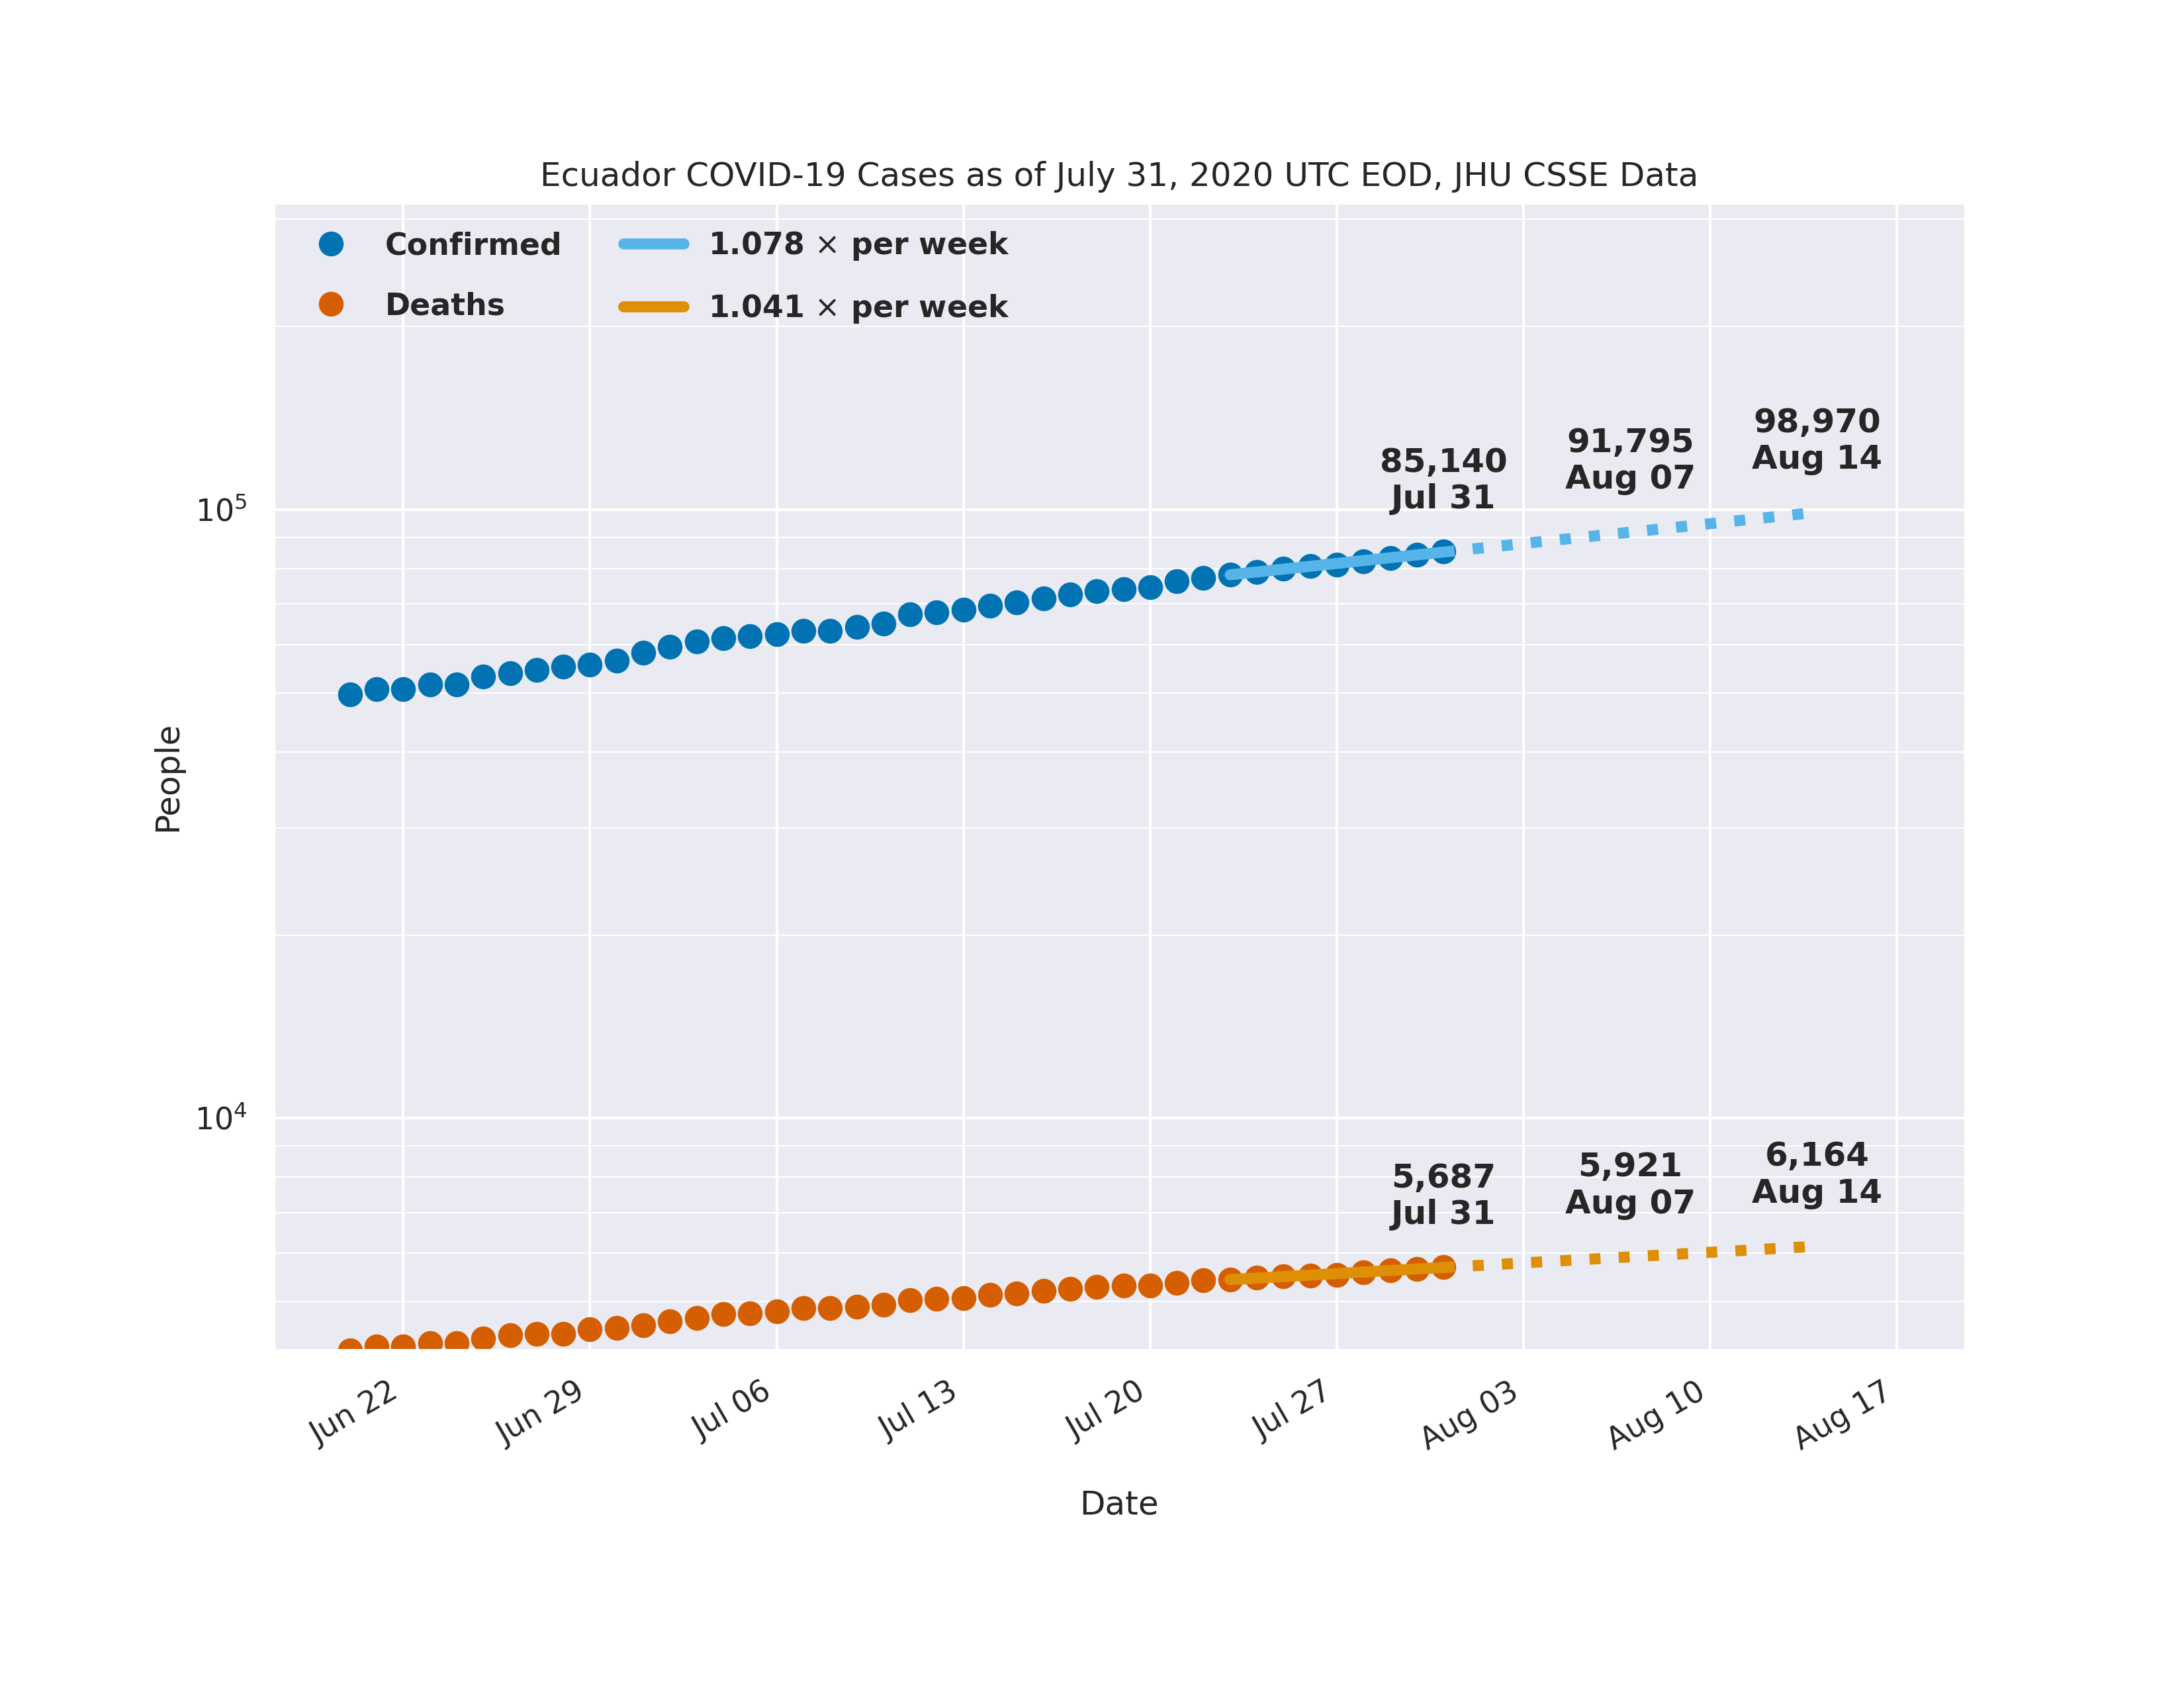 Ecuador COVID-19 Cases as of July 31, 2020 UTC EOD, JHU CSSE Data
Confirmed
Deaths
1.078 × per week
1.041 × per week
98,970
Aug 14
91,795
Aug 07
85,140
Jul 31
10⁵
People
10⁴
6,164
Aug 14
5,921
Aug 07
5,687
Jul 31
Jun 22
Jun 29
Jul 06
Jul 13
Jul 20
Jul 27
Aug 03
Aug 10
Aug 17
Date